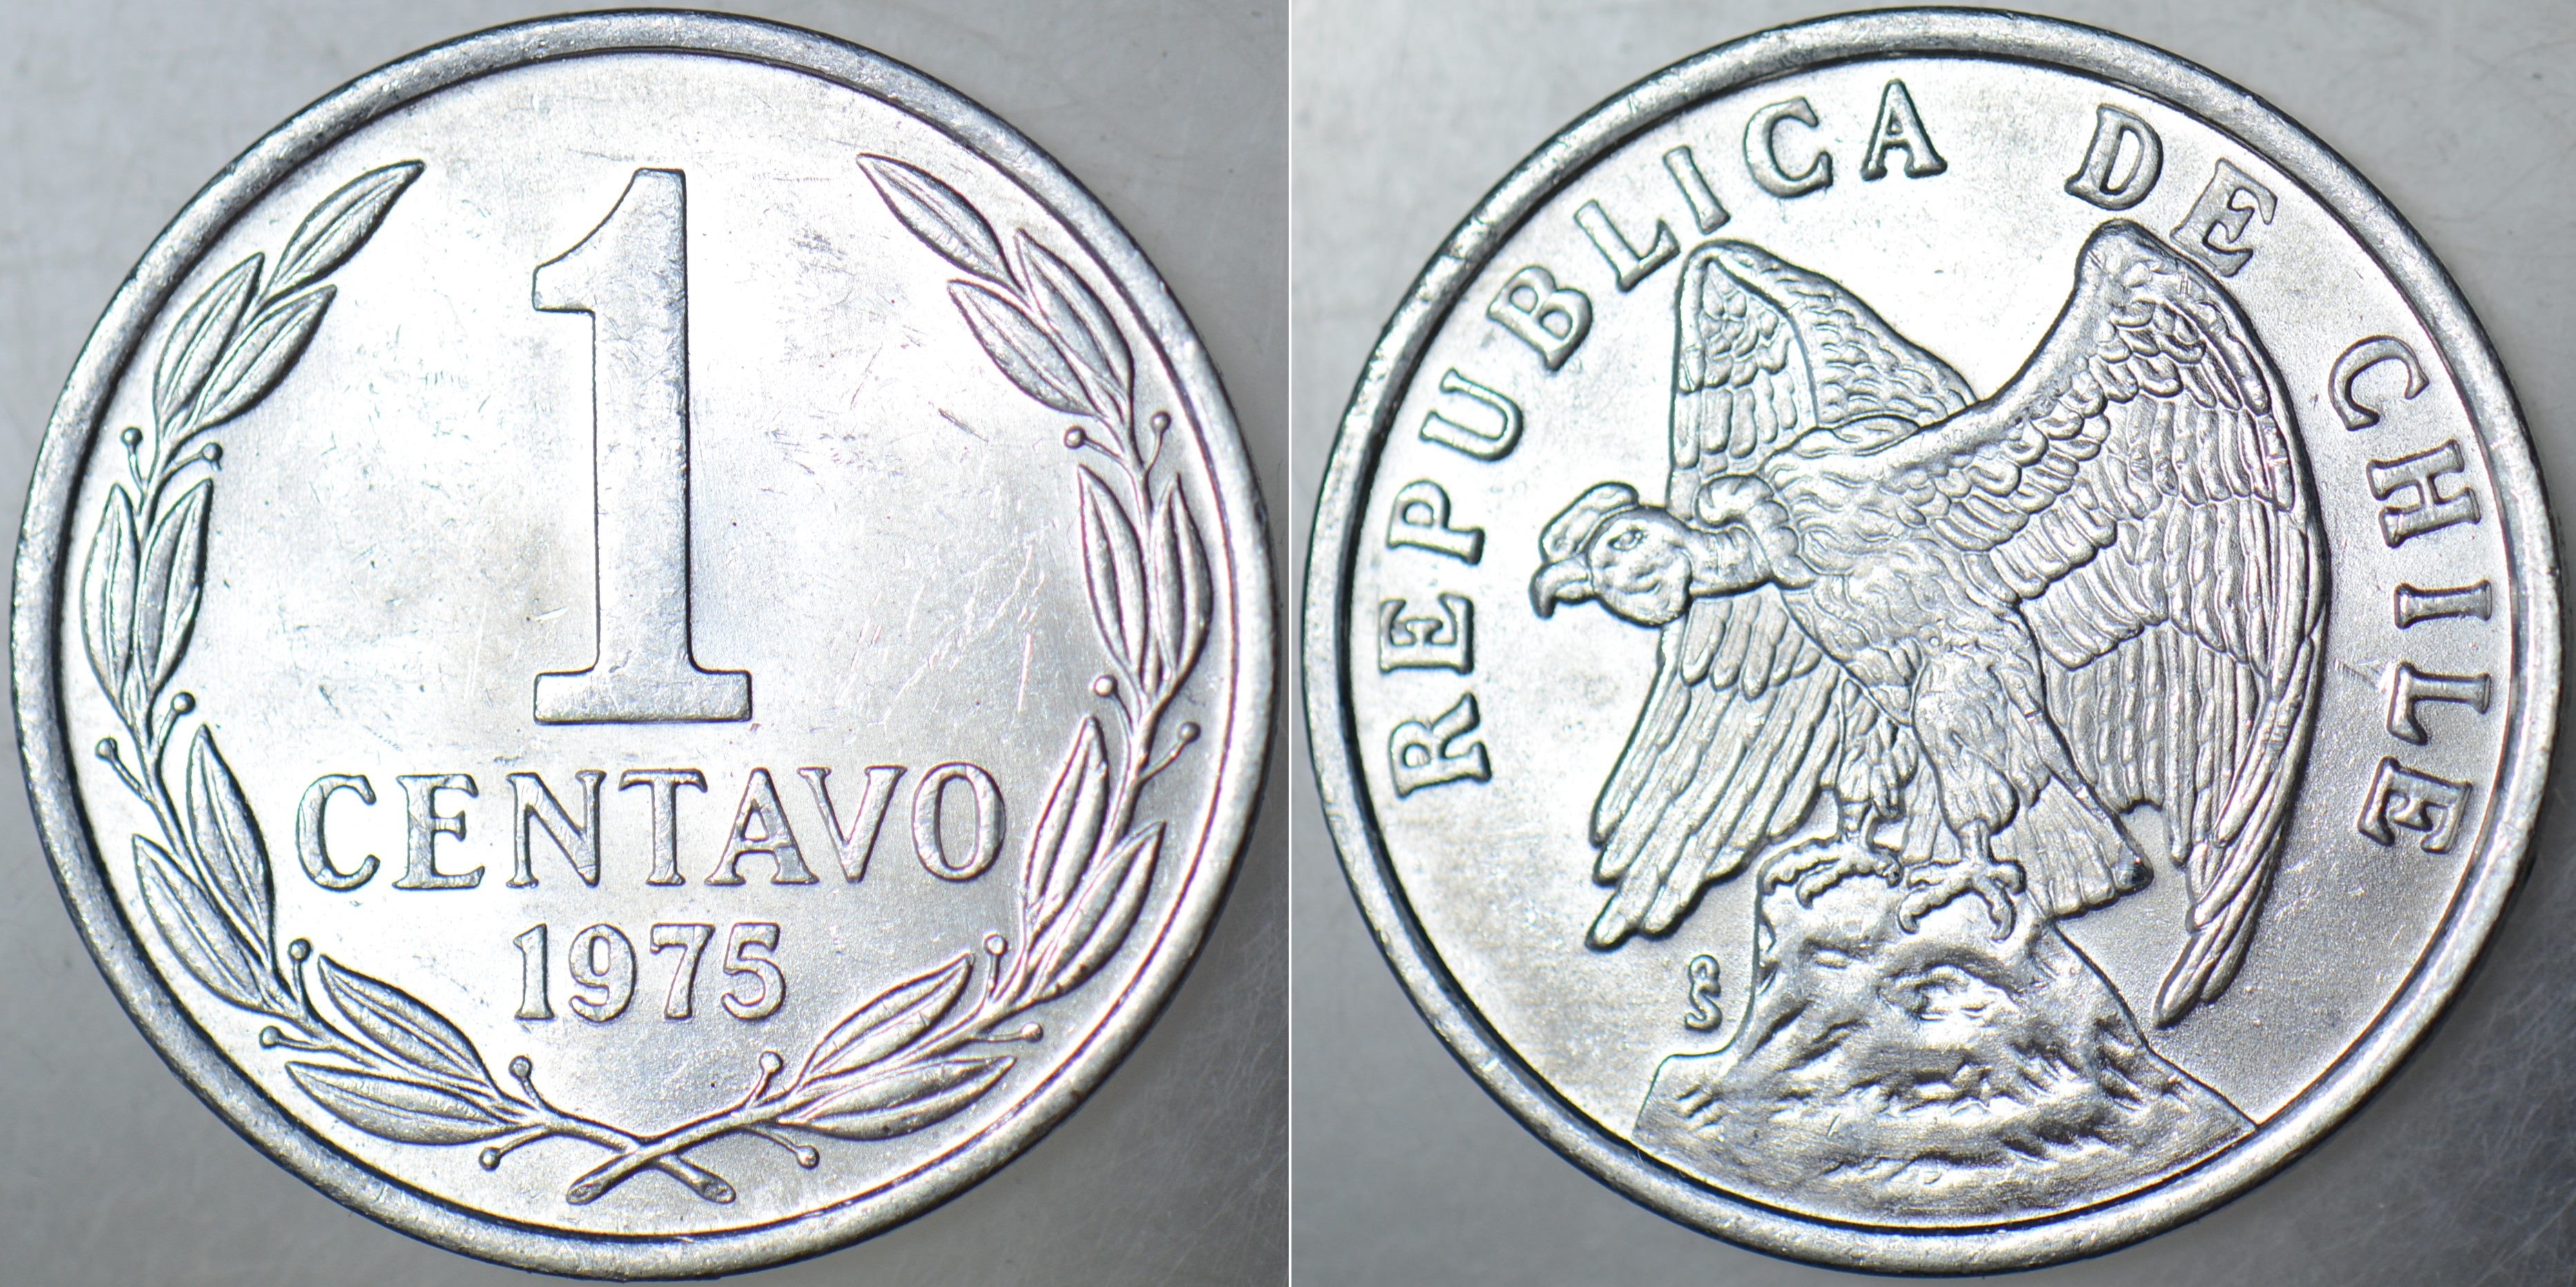 1
CENTAVO
1975
REPUBLICA DE CHILE